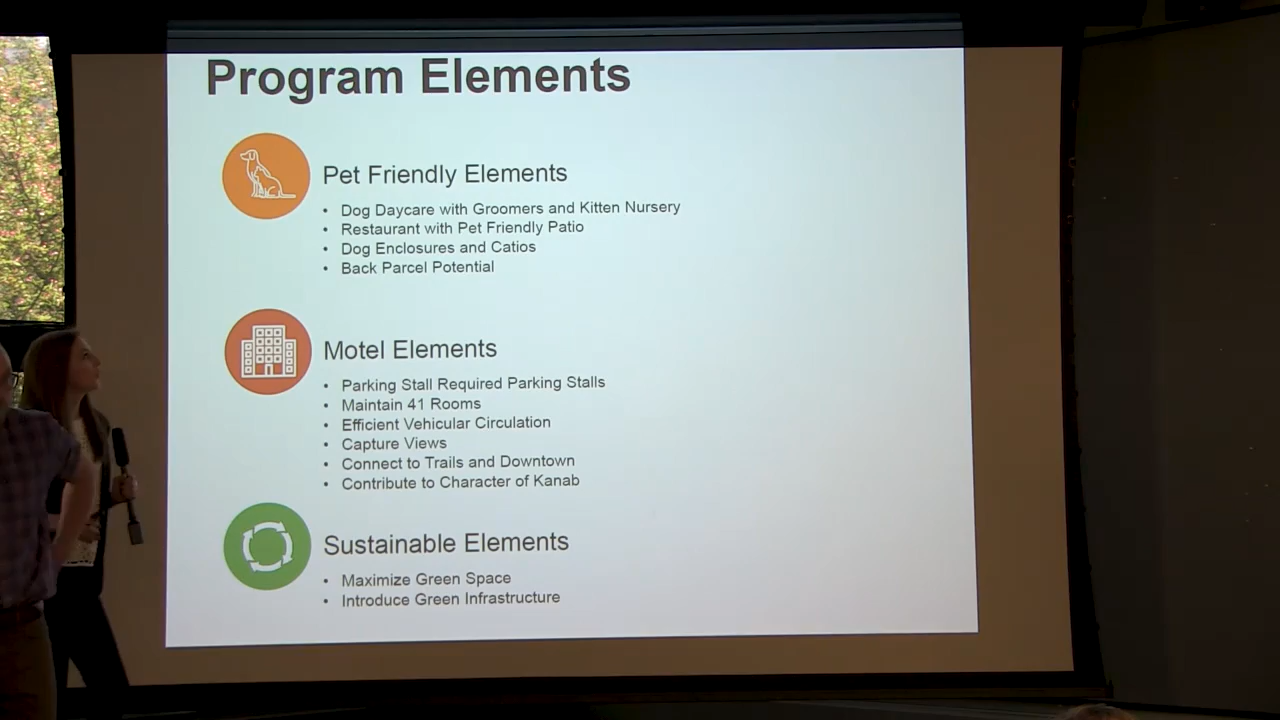 Program Elements
Pet Friendly Elements
• Dog Daycare with Groomers and Kitten Nursery
• Restaurant with Pet Friendly Patio
• Dog Enclosures and Catios
• Back Parcel Potential
Motel Elements
• Parking Stall Required Parking Stalls
• Maintain 41 Rooms
• Efficient Vehicular Circulation
• Capture Views
• Connect to Trails and Downtown
• Contribute to Character of Kanab
Sustainable Elements
• Maximize Green Space
• Introduce Green Infrastructure